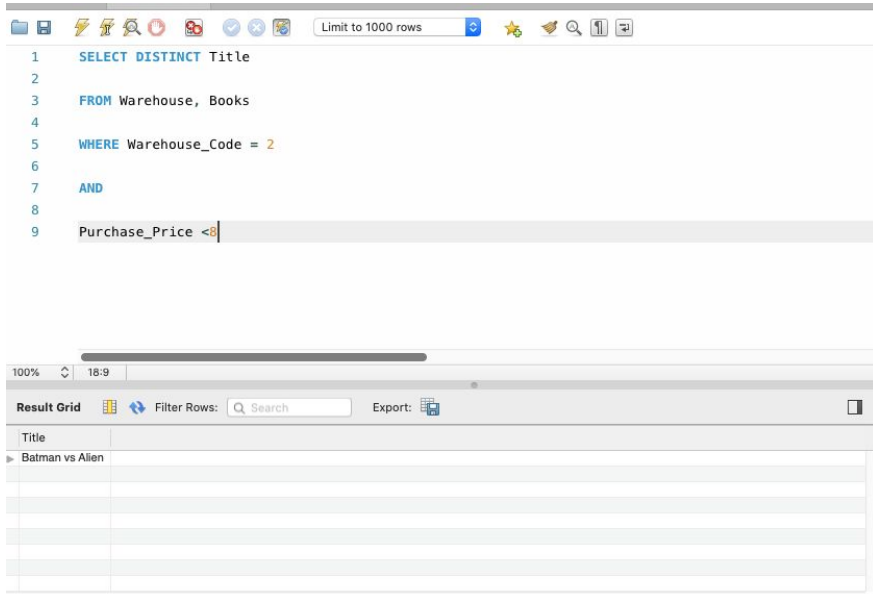 Limit to 1000 rows
1 SELECT DISTINCT Title
2
3 FROM Warehouse, Books
4
5 WHERE Warehouse_Code = 2
6
7 AND
8
9 Purchase_Price <8
100% 18:9
Result Grid Filter Rows: Search Export:
Title
Batman vs Alien